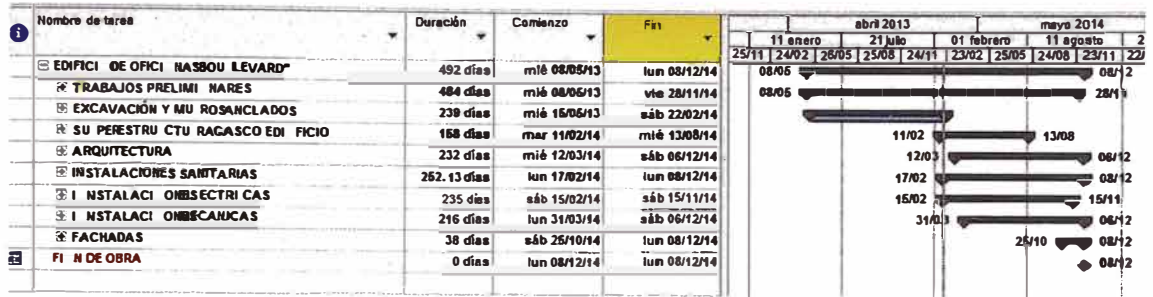 Nombre de tarea Duración Comienzo Fin abril 2013 mayo 2014
11 enero 21 julio 01 febrero 11 agosto 2
25/11 24/02 26/05 25/08 24/11 23/02 25/05 24/08 23/11 22/
EDIFICI OE OFICI NASBOU LEVARD" 492 días mié 08/05/13 lun 08/12/14 08/05 08/12
TRABAJOS PRELIMI NARES 484 días mié 08/05/13 vie 28/11/14 08/05 28/11
EXCAVACIÓN Y MU ROSANCLADOS 239 días mié 15/05/13 sáb 22/02/14
SU PERESTRU CTU RAGASCO EDI FICIO 158 días mar 11/02/14 mié 13/08/14 11/02 13/08
ARQUITECTURA 232 días mié 12/03/14 sáb 06/12/14 12/03 06/12
INSTALACIONES SANITARIAS 252.13 días lun 17/02/14 lun 08/12/14 17/02 08/12
I NSTALACI ONES ECTRI CAS 235 días sáb 15/02/14 sáb 15/11/14 15/02 15/11
I NSTALACI ONES CANICAS 216 días lun 31/03/14 sáb 06/12/14 31/03 06/12
FACHADAS 38 días sáb 25/10/14 lun 08/12/14 25/10 08/12
FI N DE OBRA 0 días lun 08/12/14 lun 08/12/14 08/12